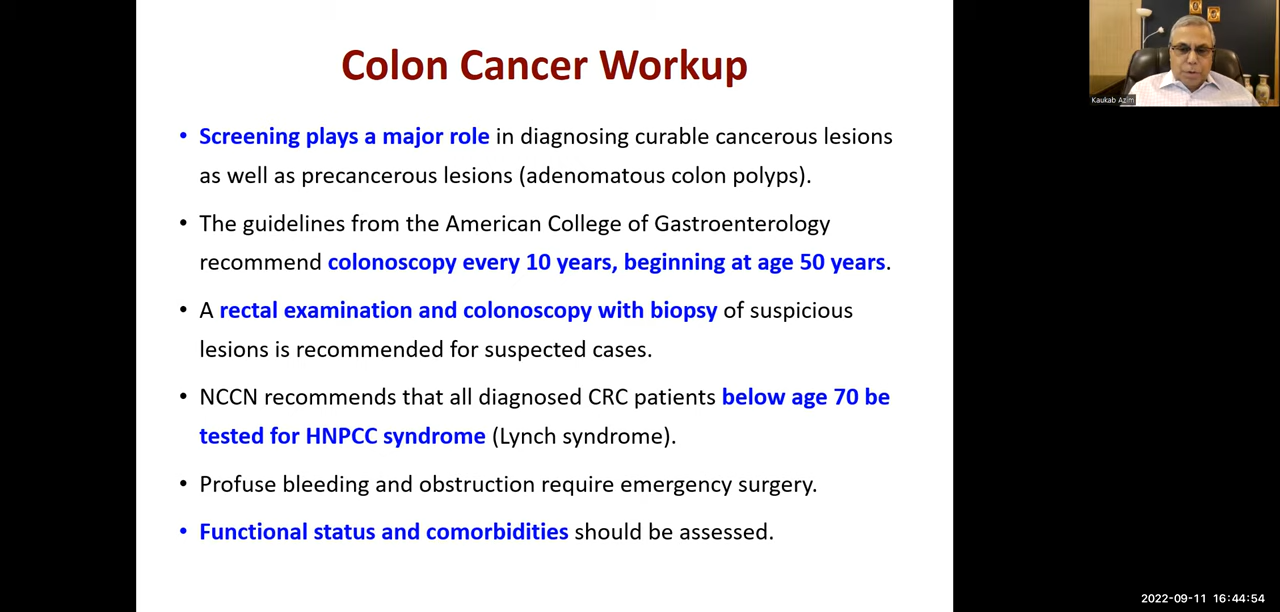 Colon Cancer Workup
• Screening plays a major role in diagnosing curable cancerous lesions
as well as precancerous lesions (adenomatous colon polyps).
• The guidelines from the American College of Gastroenterology
recommend colonoscopy every 10 years, beginning at age 50 years.
• A rectal examination and colonoscopy with biopsy of suspicious
lesions is recommended for suspected cases.
• NCCN recommends that all diagnosed CRC patients below age 70 be
tested for HNPCC syndrome (Lynch syndrome).
• Profuse bleeding and obstruction require emergency surgery.
• Functional status and comorbidities should be assessed.
Kaukab Azim
2022-09-11 16:44:54